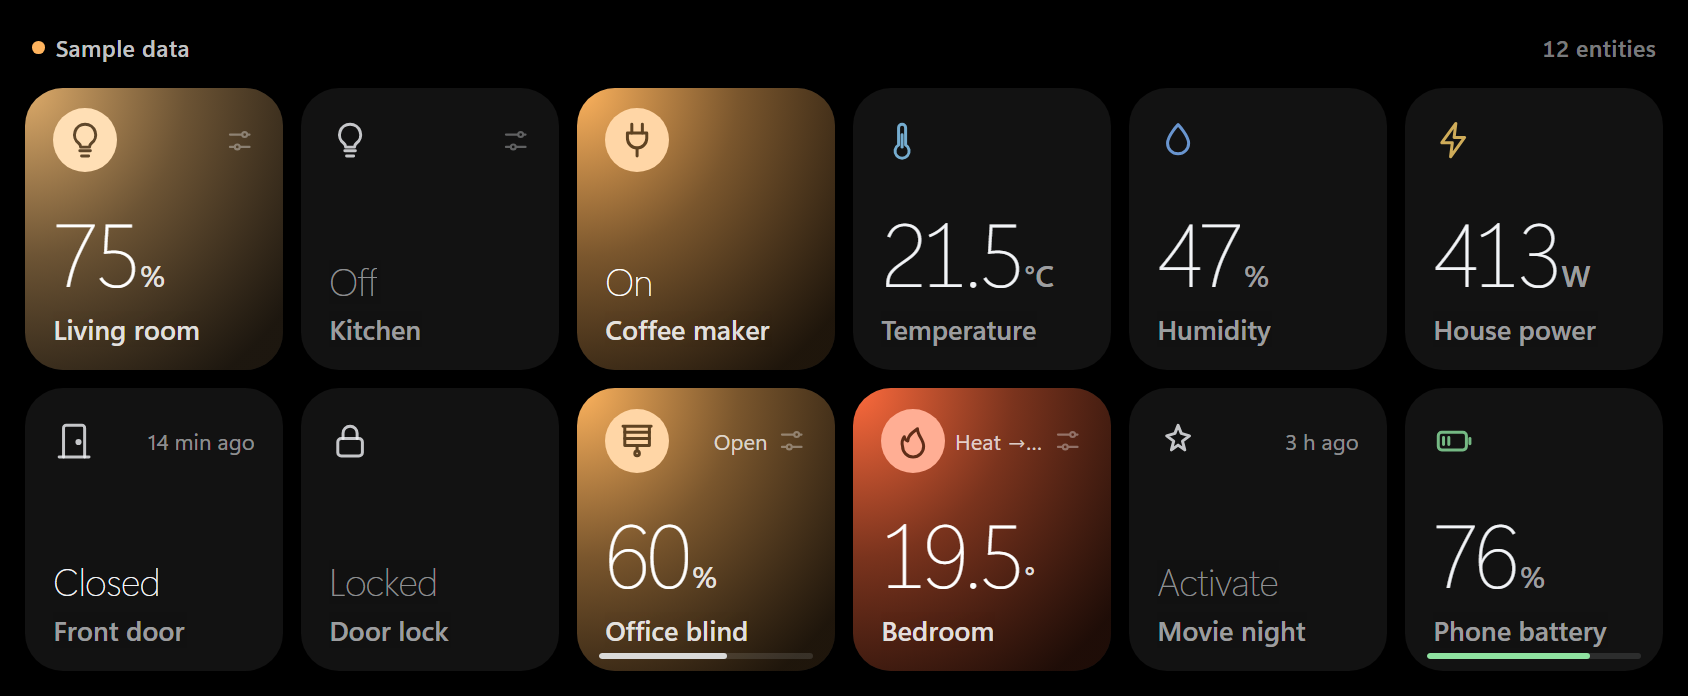 Sample data
12 entities
75%
Living room
Off
Kitchen
On
Coffee maker
21.5°C
Temperature
47%
Humidity
413W
House power
14 min ago
Closed
Front door
Locked
Door lock
Open
60%
Office blind
Heat →...
19.5°
Bedroom
3 h ago
Activate
Movie night
76%
Phone battery